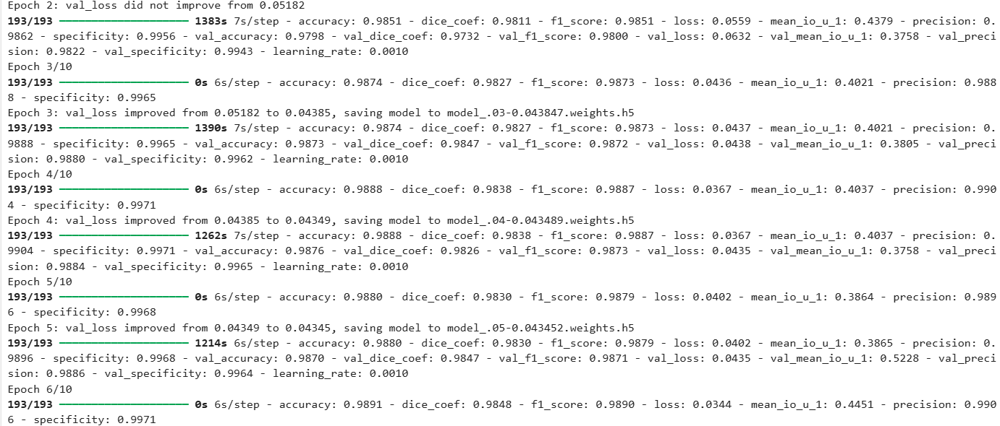 Epoch 2: val_loss did not improve from 0.05182
193/193 ━━━━━━━━━━━━━━━━━━━━ 1383s 7s/step - accuracy: 0.9851 - dice_coef: 0.9811 - f1_score: 0.9851 - loss: 0.0559 - mean_io_u_1: 0.4379 - precision: 0.
9862 - specificity: 0.9956 - val_accuracy: 0.9798 - val_dice_coef: 0.9732 - val_f1_score: 0.9800 - val_loss: 0.0632 - val_mean_io_u_1: 0.3758 - val_preci
sion: 0.9822 - val_specificity: 0.9943 - learning_rate: 0.0010
Epoch 3/10
193/193 ━━━━━━━━━━━━━━━━━━━━ 0s 6s/step - accuracy: 0.9874 - dice_coef: 0.9827 - f1_score: 0.9873 - loss: 0.0436 - mean_io_u_1: 0.4021 - precision: 0.988
8 - specificity: 0.9965
Epoch 3: val_loss improved from 0.05182 to 0.04385, saving model to model_.03-0.043847.weights.h5
193/193 ━━━━━━━━━━━━━━━━━━━━ 1390s 7s/step - accuracy: 0.9874 - dice_coef: 0.9827 - f1_score: 0.9873 - loss: 0.0437 - mean_io_u_1: 0.4021 - precision: 0.
9888 - specificity: 0.9965 - val_accuracy: 0.9873 - val_dice_coef: 0.9847 - val_f1_score: 0.9872 - val_loss: 0.0438 - val_mean_io_u_1: 0.3805 - val_preci
sion: 0.9880 - val_specificity: 0.9962 - learning_rate: 0.0010
Epoch 4/10
193/193 ━━━━━━━━━━━━━━━━━━━━ 0s 6s/step - accuracy: 0.9888 - dice_coef: 0.9838 - f1_score: 0.9887 - loss: 0.0367 - mean_io_u_1: 0.4037 - precision: 0.990
4 - specificity: 0.9971
Epoch 4: val_loss improved from 0.04385 to 0.04349, saving model to model_.04-0.043489.weights.h5
193/193 ━━━━━━━━━━━━━━━━━━━━ 1262s 7s/step - accuracy: 0.9888 - dice_coef: 0.9838 - f1_score: 0.9887 - loss: 0.0367 - mean_io_u_1: 0.4037 - precision: 0.
9904 - specificity: 0.9971 - val_accuracy: 0.9876 - val_dice_coef: 0.9826 - val_f1_score: 0.9873 - val_loss: 0.0435 - val_mean_io_u_1: 0.3758 - val_preci
sion: 0.9884 - val_specificity: 0.9965 - learning_rate: 0.0010
Epoch 5/10
193/193 ━━━━━━━━━━━━━━━━━━━━ 0s 6s/step - accuracy: 0.9880 - dice_coef: 0.9830 - f1_score: 0.9879 - loss: 0.0402 - mean_io_u_1: 0.3864 - precision: 0.989
6 - specificity: 0.9968
Epoch 5: val_loss improved from 0.04349 to 0.04345, saving model to model_.05-0.043452.weights.h5
193/193 ━━━━━━━━━━━━━━━━━━━━ 1214s 6s/step - accuracy: 0.9880 - dice_coef: 0.9830 - f1_score: 0.9879 - loss: 0.0402 - mean_io_u_1: 0.3865 - precision: 0.
9896 - specificity: 0.9968 - val_accuracy: 0.9870 - val_dice_coef: 0.9847 - val_f1_score: 0.9871 - val_loss: 0.0435 - val_mean_io_u_1: 0.5228 - val_preci
sion: 0.9886 - val_specificity: 0.9964 - learning_rate: 0.0010
Epoch 6/10
193/193 ━━━━━━━━━━━━━━━━━━━━ 0s 6s/step - accuracy: 0.9891 - dice_coef: 0.9848 - f1_score: 0.9890 - loss: 0.0344 - mean_io_u_1: 0.4451 - precision: 0.990
6 - specificity: 0.9971